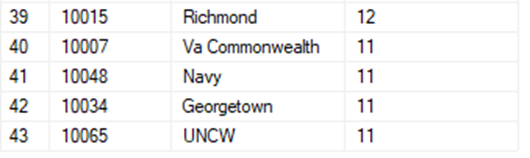 39 10015 Richmond 12
40 10007 Va Commonwealth 11
41 10048 Navy 11
42 10034 Georgetown 11
43 10065 UNCW 11